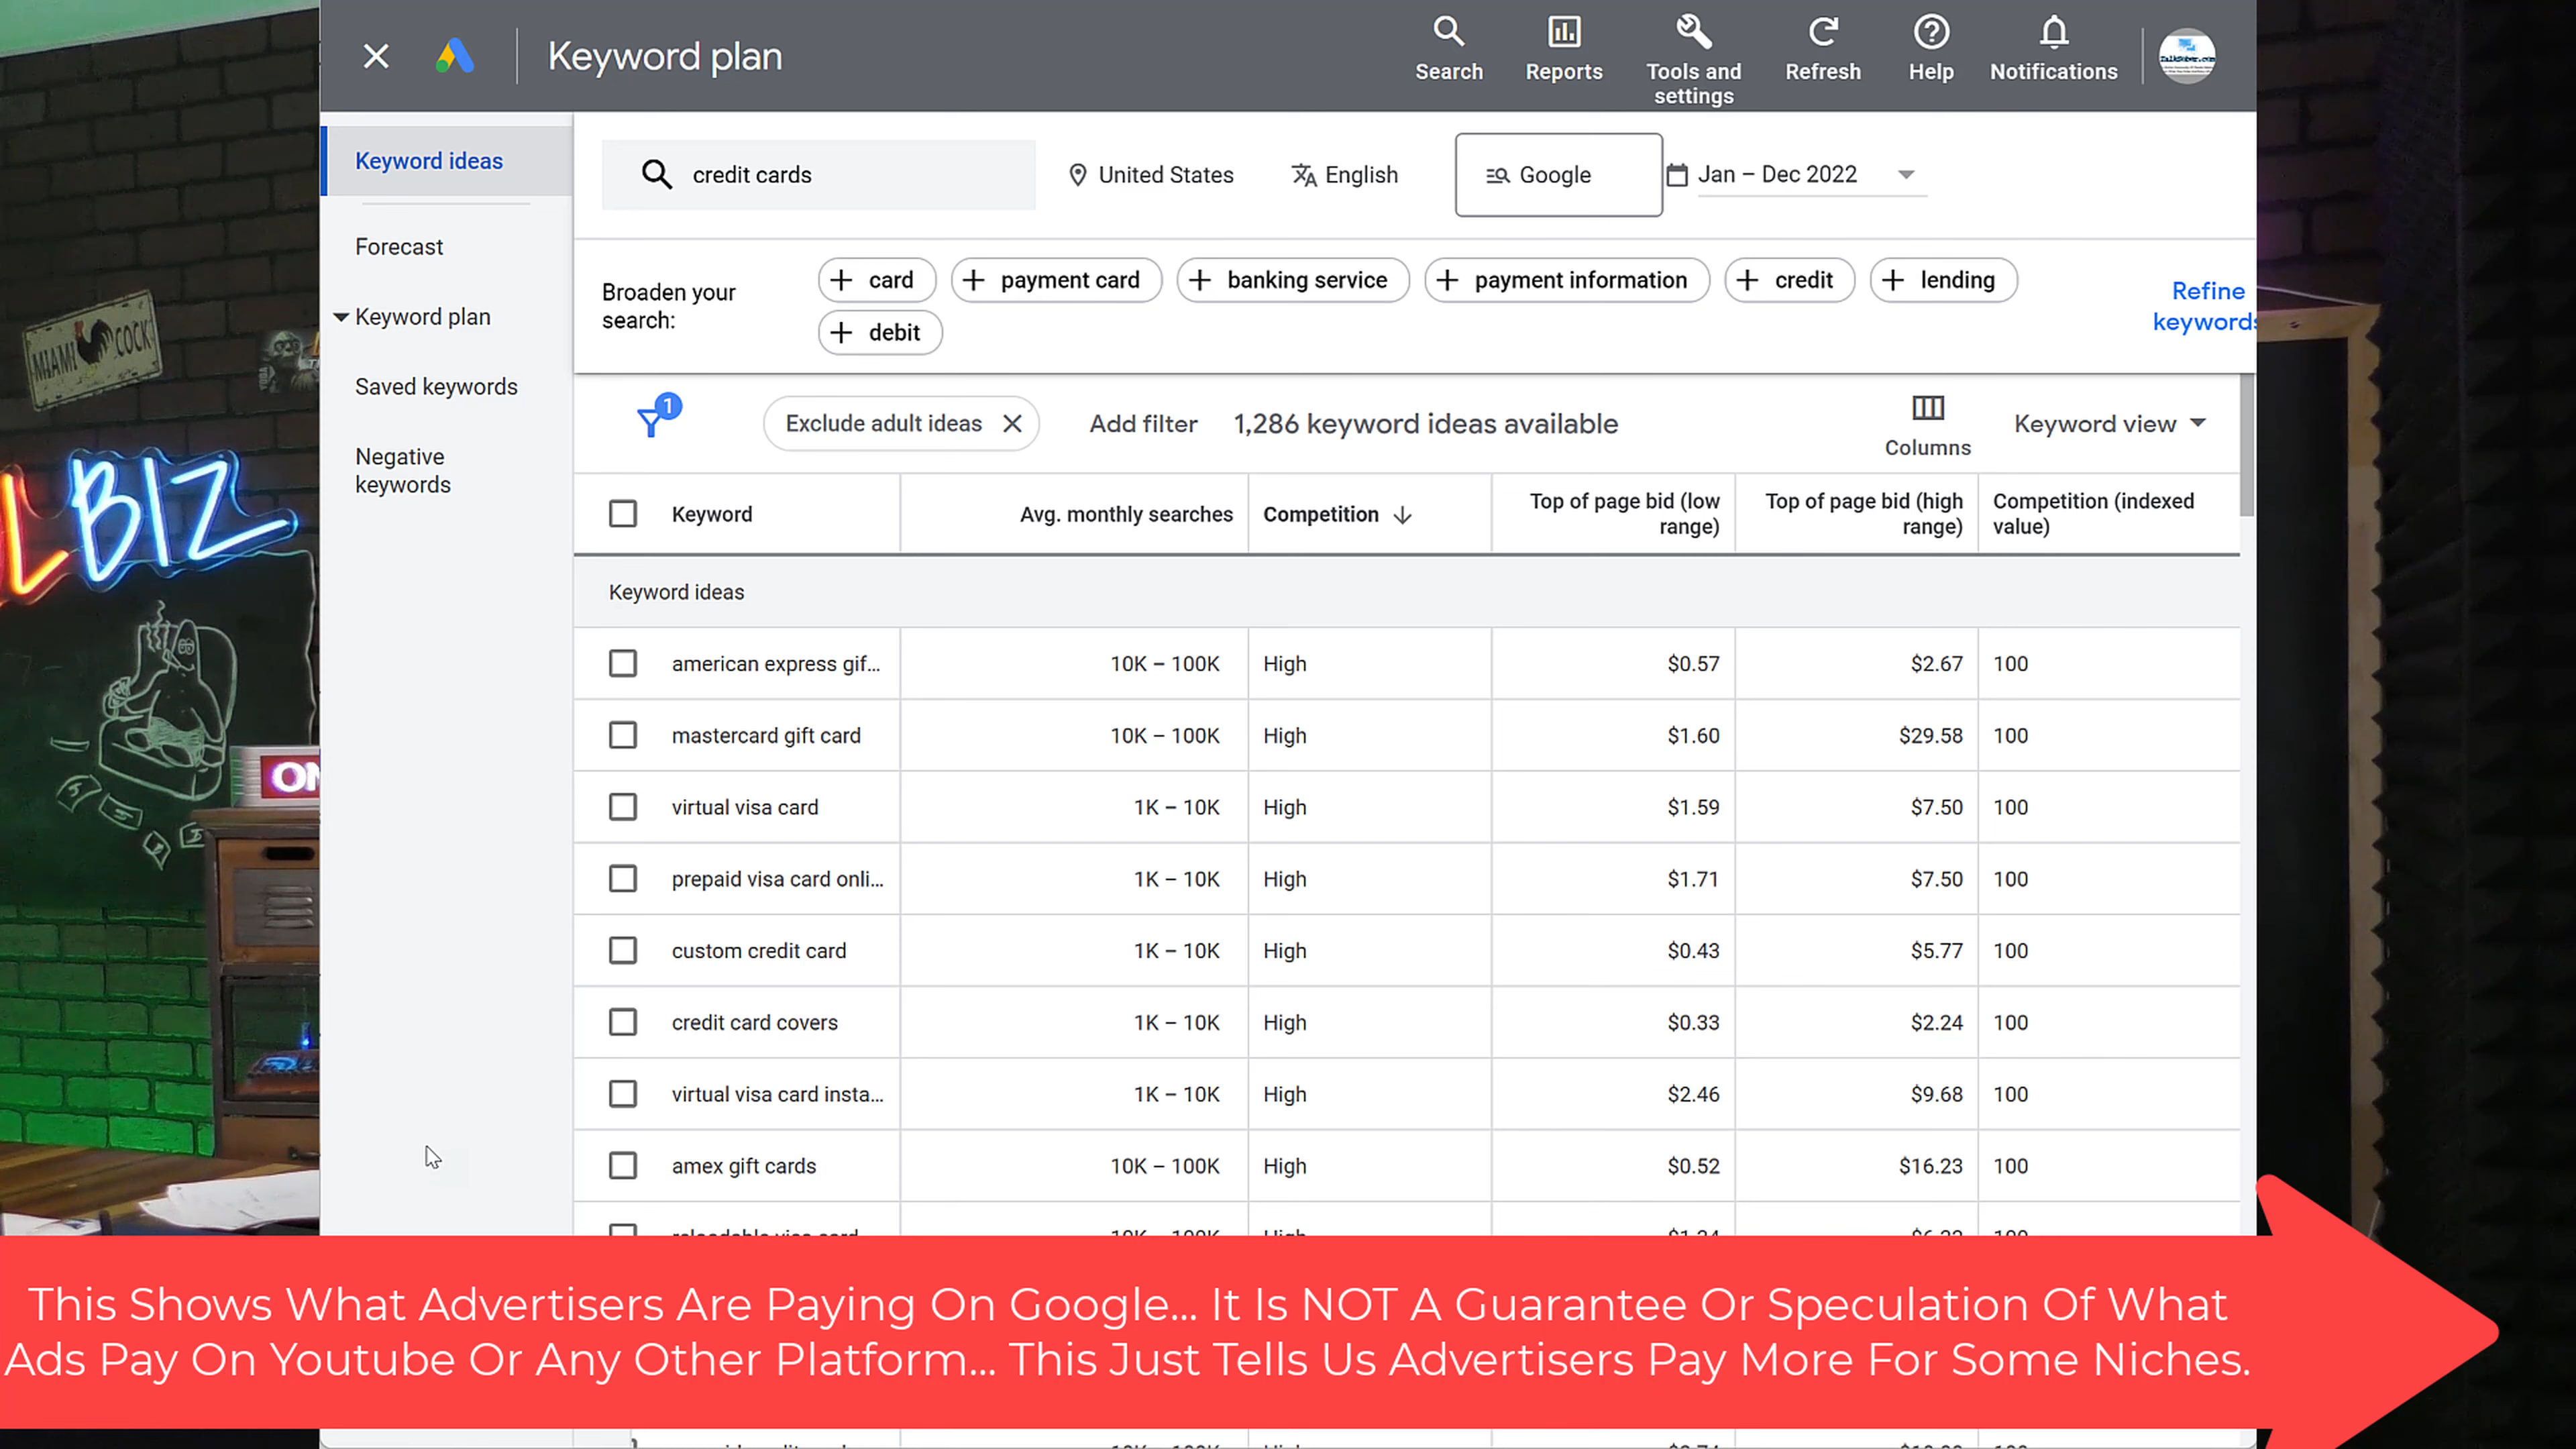 Keyword plan
Search
Reports
Tools and
settings
Refresh
Help
Notifications
Keyword ideas
Forecast
Keyword plan
Saved keywords
Negative
keywords
credit cards
United States
English
Google
Jan – Dec 2022
Broaden your
search:
card
payment card
banking service
payment information
credit
lending
debit
Refine
keywords
1
Exclude adult ideas
Add filter
1,286 keyword ideas available
Columns
Keyword view
Keyword Avg. monthly searches Competition Top of page bid (low range) Top of page bid (high range) Competition (indexed value)
Keyword ideas
american express gif... 10K – 100K High $0.57 $2.67 100
mastercard gift card 10K – 100K High $1.60 $29.58 100
virtual visa card 1K – 10K High $1.59 $7.50 100
prepaid visa card onli... 1K – 10K High $1.71 $7.50 100
custom credit card 1K – 10K High $0.43 $5.77 100
credit card covers 1K – 10K High $0.33 $2.24 100
virtual visa card insta... 1K – 10K High $2.46 $9.68 100
amex gift cards 10K – 100K High $0.52 $16.23 100
MIAMI COCK
L BIZ
ON
This Shows What Advertisers Are Paying On Google... It Is NOT A Guarantee Or Speculation Of What
Ads Pay On Youtube Or Any Other Platform... This Just Tells Us Advertisers Pay More For Some Niches.